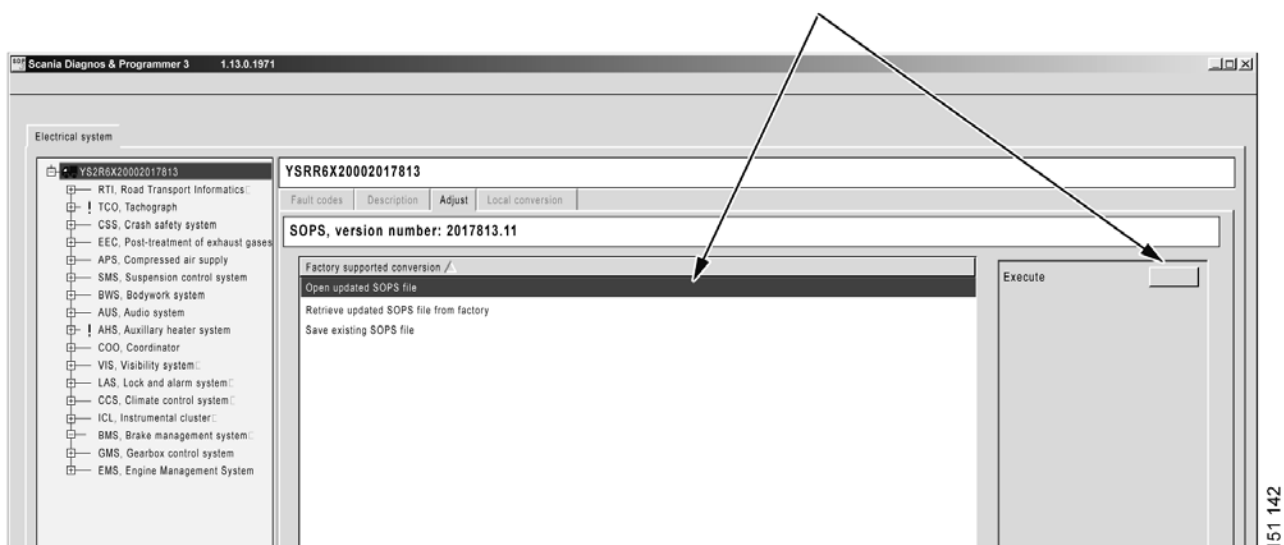 SOP Scania Diagnos & Programmer 3 1.13.0.1971
Electrical system
YS2R6X20002017813
RTI, Road Transport Informatics
! TCO, Tachograph
CSS, Crash safety system
EEC, Post-treatment of exhaust gases
APS, Compressed air supply
SMS, Suspension control system
BWS, Bodywork system
AUS, Audio system
! AHS, Auxillary heater system
COO, Coordinator
VIS, Visibility system
LAS, Lock and alarm system
CCS, Climate control system
ICL, Instrumental cluster
BMS, Brake management system
GMS, Gearbox control system
EMS, Engine Management System
YSRR6X20002017813
Fault codes Description Adjust Local conversion
SOPS, version number: 2017813.11
Factory supported conversion
Open updated SOPS file
Retrieve updated SOPS file from factory
Save existing SOPS file
Execute
151 142